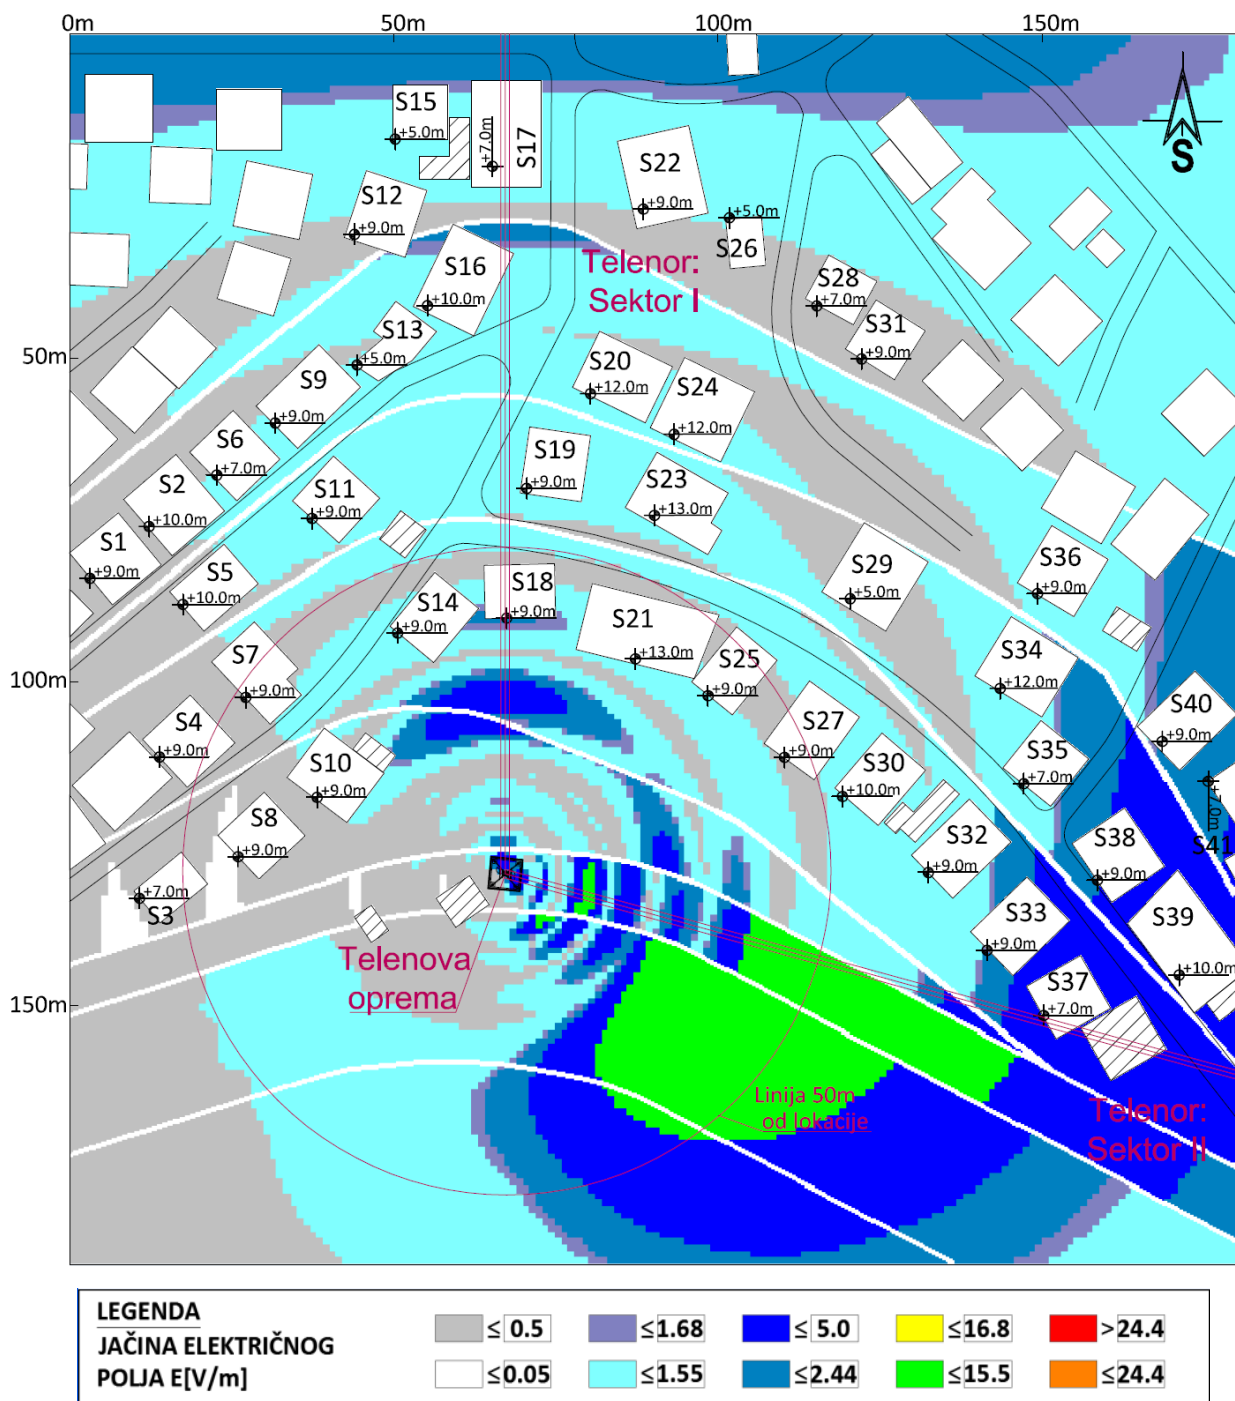 0m 50m 100m 150m
S15
+5.0m
+7.0m
S17
S22
+9.0m
S
S12
+9.0m
+5.0m
S26
S16
+10.0m
Telenor:
Sektor I
S28
+7.0m
S13
+5.0m
S31
+9.0m
50m
S20
+12.0m
S24
+12.0m
S9
+9.0m
S6
+7.0m
S19
+9.0m
S23
+13.0m
S2
+10.0m
S11
+9.0m
S1
+9.0m
S5
+10.0m
S29
+5.0m
S36
+9.0m
S14
+9.0m
S18
+9.0m
S21
+13.0m
S7
+9.0m
S25
+9.0m
S34
+12.0m
100m
S4
+9.0m
S27
+9.0m
S40
+9.0m
S10
+9.0m
S30
+10.0m
S35
+7.0m
+7.0m
S41
S8
+9.0m
S32
+9.0m
S38
+9.0m
+7.0m
S3
S33
+9.0m
S39
+10.0m
Telenova
oprema
150m
S37
+7.0m
Linija 50m
od lokacije
Telenor:
Sektor II
LEGENDA
JAČINA ELEKTRIČNOG
POLJA E[V/m]
≤ 0.5 ≤1.68 ≤ 5.0 ≤16.8 >24.4
≤0.05 ≤1.55 ≤2.44 ≤15.5 ≤24.4